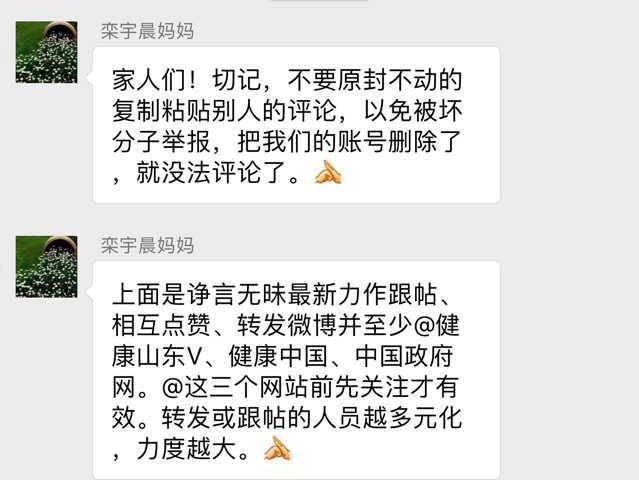 栾宇晨妈妈
家人们！切记，不要原封不动的
复制粘贴别人的评论，以免被坏
分子举报，把我们的账号删除了
，就没法评论了。
栾宇晨妈妈
上面是诤言无昧最新力作跟帖、
相互点赞、转发微博并至少@健
康山东V、健康中国、中国政府
网。@这三个网站前先关注才有
效。转发或跟帖的人员越多元化
，力度越大。